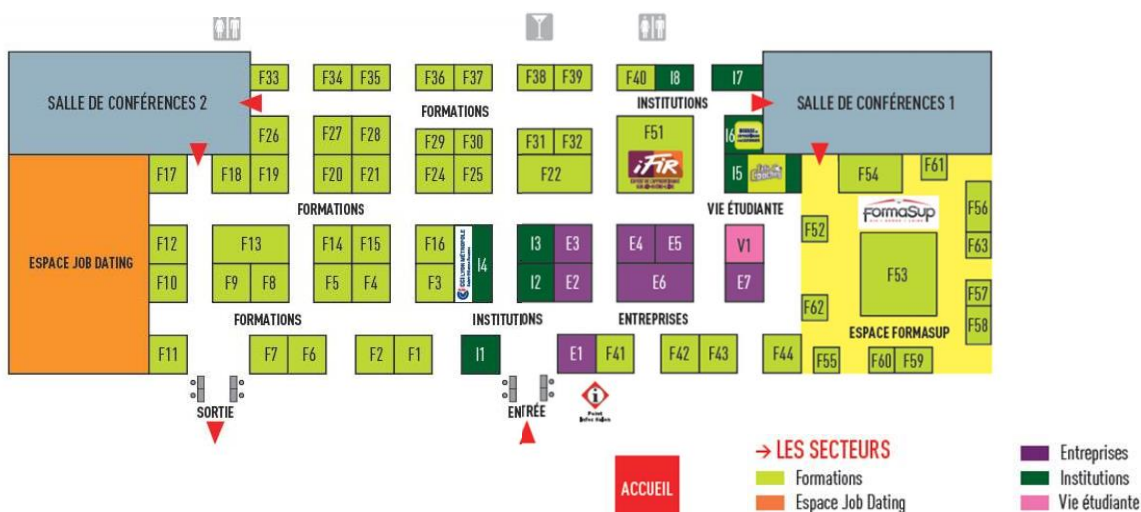 F33 F34 F35 F36 F37 F38 F39 F40 I8 I7
SALLE DE CONFÉRENCES 2
SALLE DE CONFÉRENCES 1
FORMATIONS
INSTITUTIONS
F26 F27 F28 F29 F30 F31 F32 F51 I6
iFiR
F17 F18 F19 F20 F21 F24 F25 F22 I5 F54 F61
FORMATIONS
VIE ÉTUDIANTE
FormaSup
F56
F52
F63
ESPACE JOB DATING
F12 F13 F14 F15 F16 I4 I3 E3 E4 E5 V1
CCI LYON MÉTROPOLE
F53
F10 F9 F8 F5 F4 F3 I2 E2 E6 E7
F57
F62
F58
FORMATIONS
INSTITUTIONS
ENTREPRISES
ESPACE FORMASUP
F11 F7 F6 F2 F1 I1 E1 F41 F42 F43 F44 F55 F60 F59
SORTIE
ENTRÉE
i
Point
ACCUEIL
→ LES SECTEURS
Formations
Espace Job Dating
Entreprises
Institutions
Vie étudiante